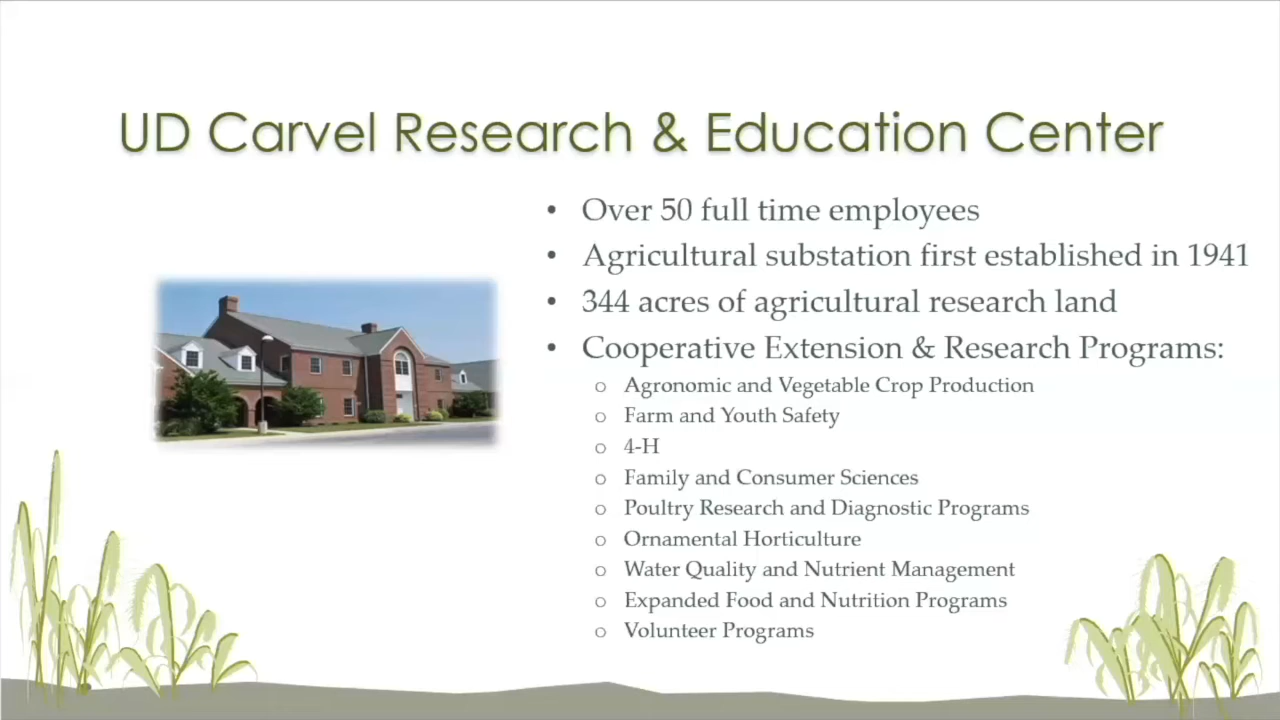 UD Carvel Research & Education Center
• Over 50 full time employees
• Agricultural substation first established in 1941
• 344 acres of agricultural research land
• Cooperative Extension & Research Programs:
o Agronomic and Vegetable Crop Production
o Farm and Youth Safety
o 4-H
o Family and Consumer Sciences
o Poultry Research and Diagnostic Programs
o Ornamental Horticulture
o Water Quality and Nutrient Management
o Expanded Food and Nutrition Programs
o Volunteer Programs